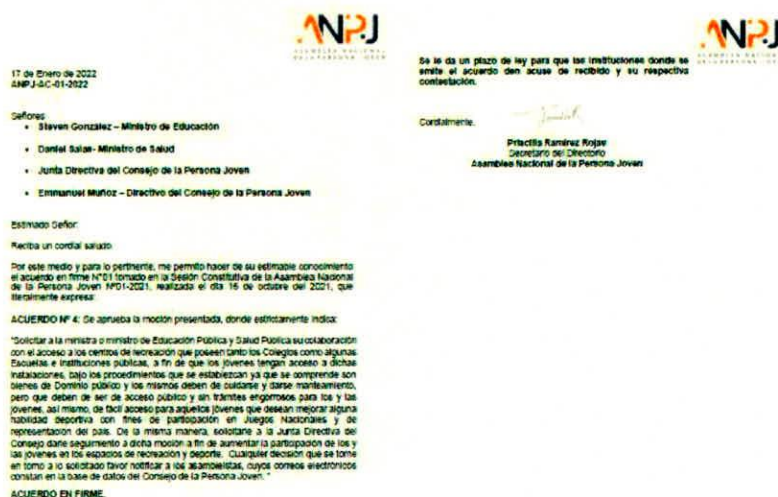 ANPJ
ASAMBLEA NACIONAL
DE LA PERSONA JOVEN
17 de Enero de 2022
ANPJ-AC-01-2022
Señores
• Steven González – Ministro de Educación
• Daniel Salas- Ministro de Salud
• Junta Directiva del Consejo de la Persona Joven
• Emmanuel Muñoz – Directivo del Consejo de la Persona Joven
Estimado Señor:
Reciba un cordial saludo.
Por este medio y para lo pertinente, me permito hacer de su estimable conocimiento
el acuerdo en firme N°01 tomado en la Sesión Constitutiva de la Asamblea Nacional
de la Persona Joven Nº01-2021, realizada el día 16 de octubre del 2021, que
literalmente expresa:
ACUERDO Nº 4: Se aprueba la moción presentada, donde estrictamente indica:
"Solicitar a la ministra o ministro de Educación Pública y Salud Pública su colaboración
con el acceso a los centros de recreación que poseen tanto los Colegios como algunas
Escuelas e Instituciones públicas, a fin de que los jóvenes tengan acceso a dichas
instalaciones, bajo los procedimientos que se establezcan ya que se comprende son
bienes de Dominio público y los mismos deben de cuidarse y darse mantenimiento,
pero que deben de ser de acceso público y sin trámites engorrosos para los y las
jóvenes, así mismo, de fácil acceso para aquellos jóvenes que desean mejorar alguna
habilidad deportiva con fines de participación en Juegos Nacionales y de
representación del país. De la misma manera, solicitarle a la Junta Directiva del
Consejo darle seguimiento a dicha moción a fin de aumentar la participación de los y
las jóvenes en los espacios de recreación y deporte. Cualquier decisión que se tome
en torno a lo solicitado favor notificar a los asambleístas, cuyos correos electrónicos
constan en la base de datos del Consejo de la Persona Joven. "
ACUERDO EN FIRME.
ANPJ
Se le da un plazo de ley para que las instituciones donde se
emite el acuerdo den acuse de recibido y su respectiva
contestación.
Cordialmente,
Priscilla Ramírez Rojas
Secretaria del Directorio
Asamblea Nacional de la Persona Joven